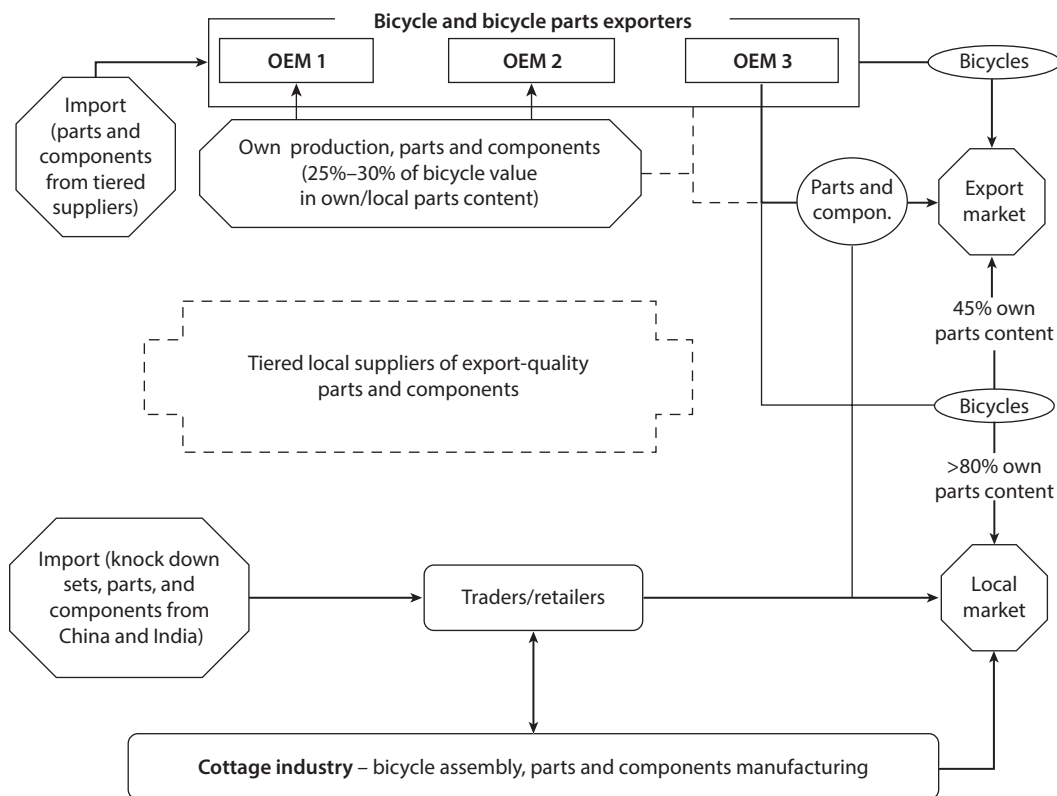 Bicycle and bicycle parts exporters
OEM 1
OEM 2
OEM 3
Bicycles
Import
(parts and
components
from tiered
suppliers)
Own production, parts and components
(25%–30% of bicycle value
in own/local parts content)
Parts and
compon.
Export
market
45% own
parts content
Tiered local suppliers of export-quality
parts and components
Bicycles
>80% own
parts content
Import (knock down
sets, parts, and
components from
China and India)
Traders/retailers
Local
market
Cottage industry – bicycle assembly, parts and components manufacturing